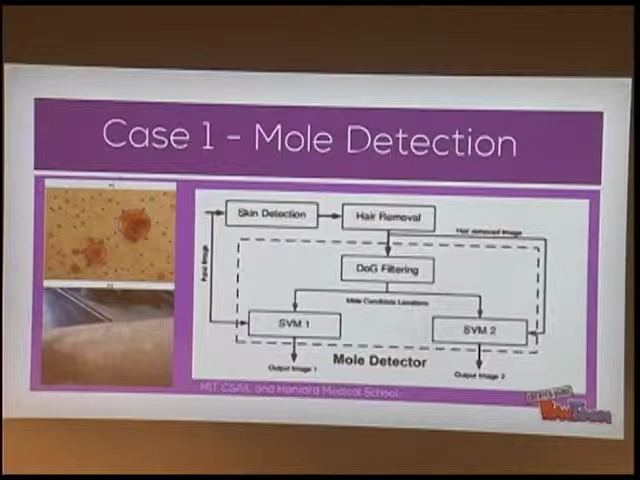 Case 1 - Mole Detection
Skin Detection
Hair Removal
Hair removed image
Input Image
DoG Filtering
Mole Candidate Locations
SVM 1
SVM 2
Mole Detector
Output Image 1
Output Image 2
MIT CSAIL and Harvard Medical School